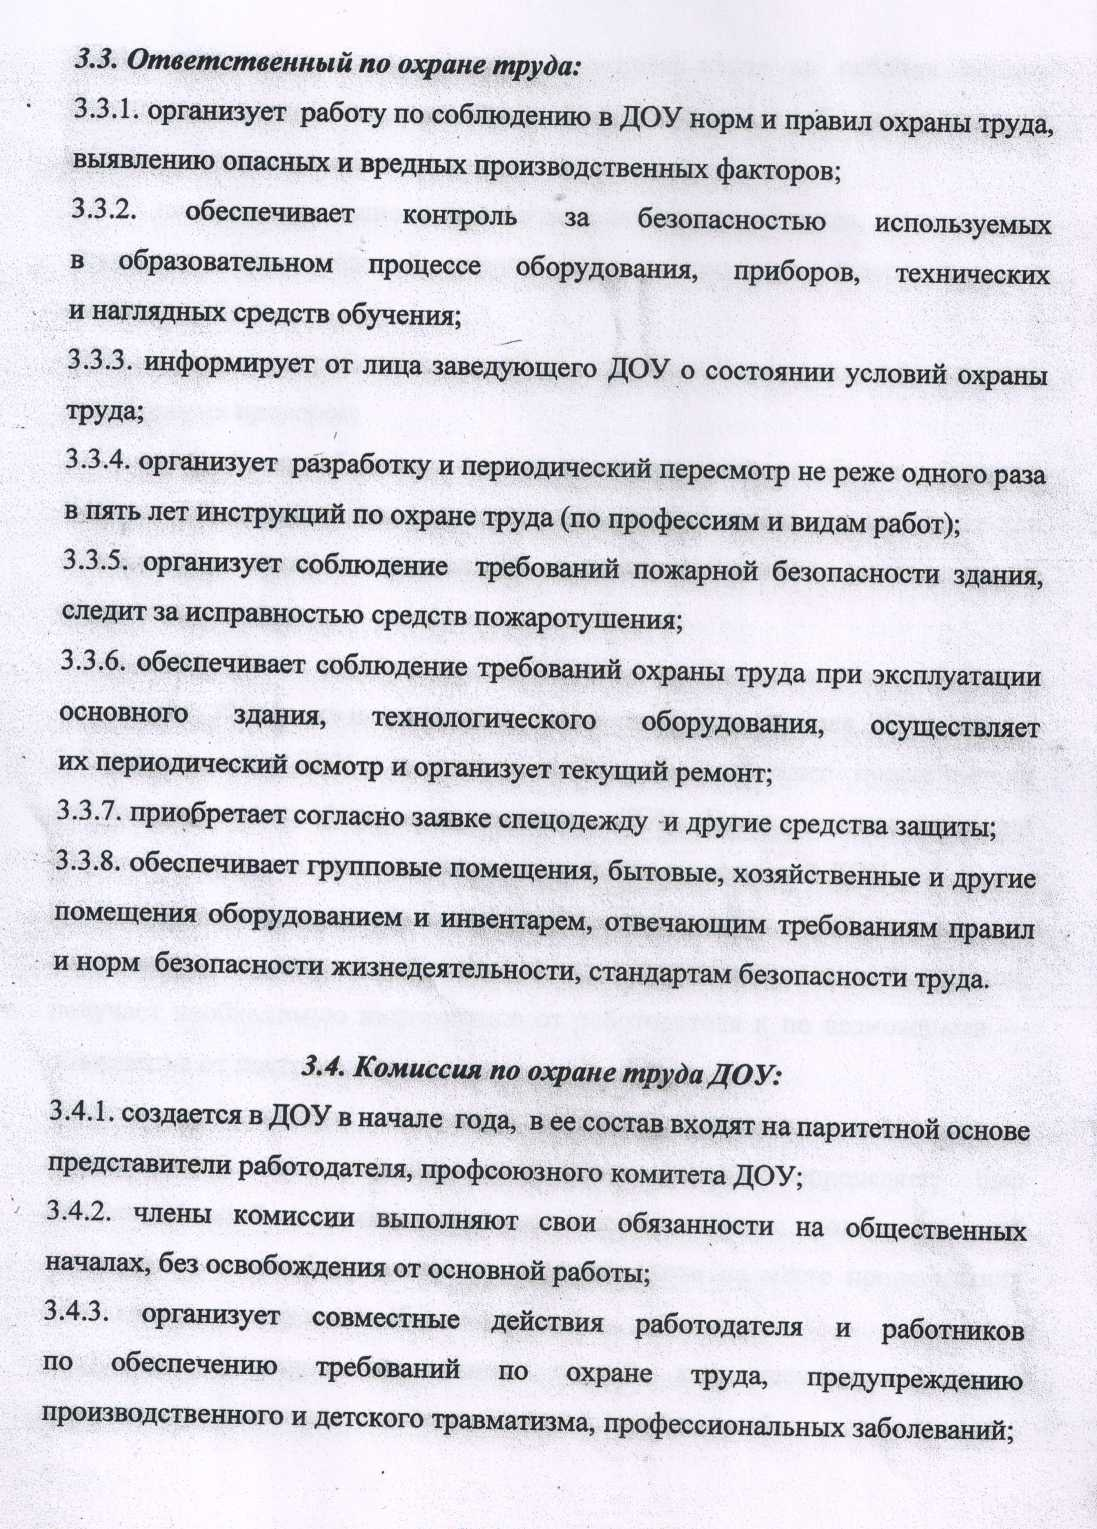 3.3. Ответственный по охране труда:
3.3.1. организует работу по соблюдению в ДОУ норм и правил охраны труда,
выявлению опасных и вредных производственных факторов;
3.3.2. обеспечивает контроль за безопасностью используемых
в образовательном процессе оборудования, приборов, технических
и наглядных средств обучения;
3.3.3. информирует от лица заведующего ДОУ о состоянии условий охраны
труда;
3.3.4. организует разработку и периодический пересмотр не реже одного раза
в пять лет инструкций по охране труда (по профессиям и видам работ);
3.3.5. организует соблюдение требований пожарной безопасности здания,
следит за исправностью средств пожаротушения;
3.3.6. обеспечивает соблюдение требований охраны труда при эксплуатации
основного здания, технологического оборудования, осуществляет
их периодический осмотр и организует текущий ремонт;
3.3.7. приобретает согласно заявке спецодежду и другие средства защиты;
3.3.8. обеспечивает групповые помещения, бытовые, хозяйственные и другие
помещения оборудованием и инвентарем, отвечающим требованиям правил
и норм безопасности жизнедеятельности, стандартам безопасности труда.
3.4. Комиссия по охране труда ДОУ:
3.4.1. создается в ДОУ в начале года, в ее состав входят на паритетной основе
представители работодателя, профсоюзного комитета ДОУ;
3.4.2. члены комиссии выполняют свои обязанности на общественных
началах, без освобождения от основной работы;
3.4.3. организует совместные действия работодателя и работников
по обеспечению требований по охране труда, предупреждению
производственного и детского травматизма, профессиональных заболеваний;